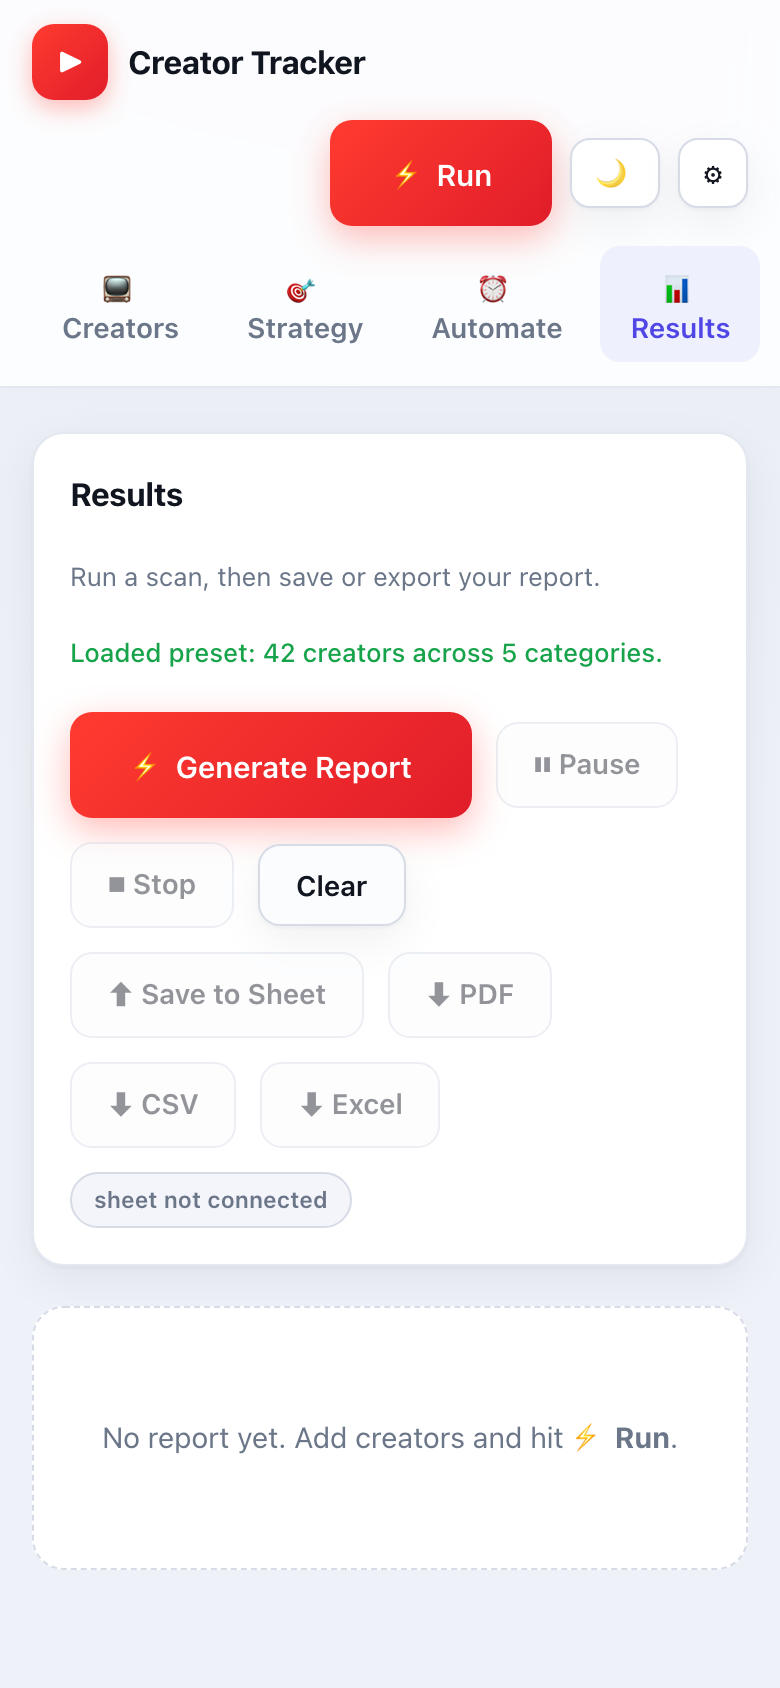 Creator Tracker
⚡ Run 🌙 ⚙
📺 🎯 ⏰ 📊
Creators Strategy Automate Results
Results
Run a scan, then save or export your report.
Loaded preset: 42 creators across 5 categories.
⚡ Generate Report ⏸ Pause
⏹ Stop Clear
⬆ Save to Sheet ⬇ PDF
⬇ CSV ⬇ Excel
sheet not connected
No report yet. Add creators and hit ⚡ Run.